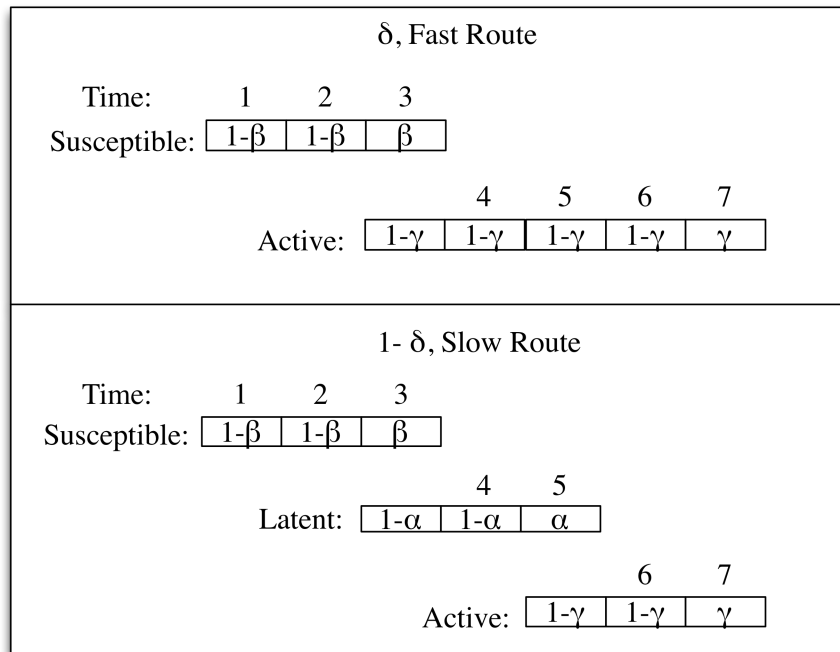 δ, Fast Route
Time: 1 2 3
Susceptible: 1-β 1-β β
4 5 6 7
Active: 1-γ 1-γ 1-γ 1-γ γ
1- δ, Slow Route
Time: 1 2 3
Susceptible: 1-β 1-β β
4 5
Latent: 1-α 1-α α
6 7
Active: 1-γ 1-γ γ